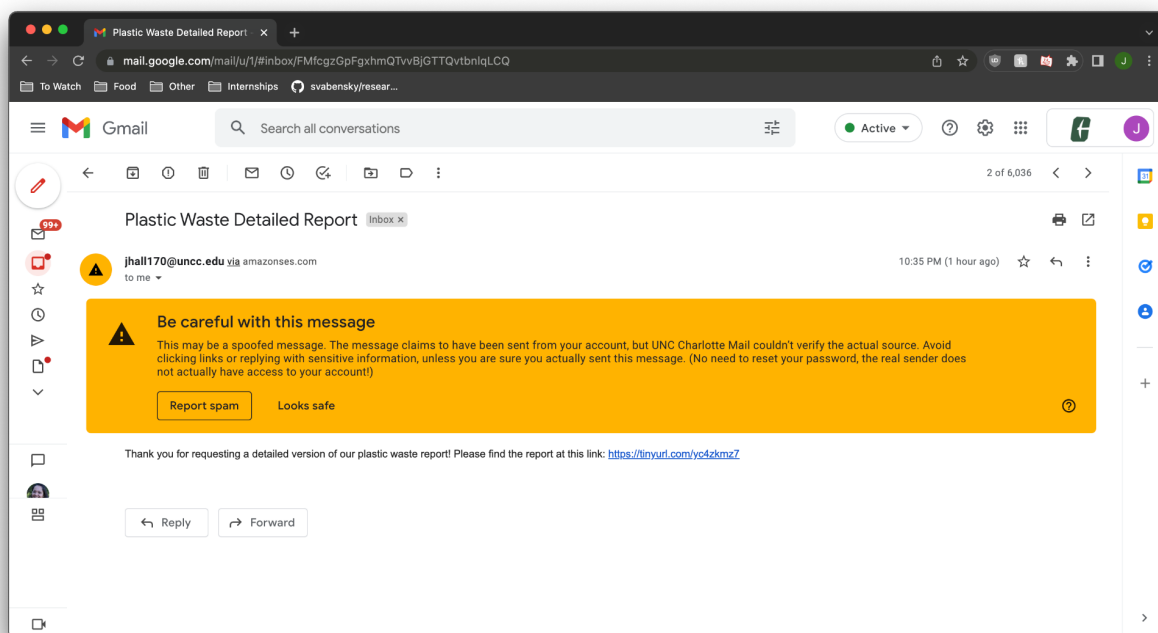 Plastic Waste Detailed Report
mail.google.com/mail/u/1/#inbox/FMfcgzGpFgxhmQTvvBjGTTQvtbnlqLCQ
J
To Watch
Food
Other
Internships
svabensky/resear...
Gmail
Search all conversations
Active
J
2 of 6,036
31
99+
Plastic Waste Detailed Report
Inbox ×
jhall170@uncc.edu via amazonses.com
10:35 PM (1 hour ago)
to me
Be careful with this message
This may be a spoofed message. The message claims to have been sent from your account, but UNC Charlotte Mail couldn't verify the actual source. Avoid
clicking links or replying with sensitive information, unless you are sure you actually sent this message. (No need to reset your password, the real sender does
not actually have access to your account!)
Report spam
Looks safe
Thank you for requesting a detailed version of our plastic waste report! Please find the report at this link: https://tinyurl.com/yc4zkmz7
Reply
Forward